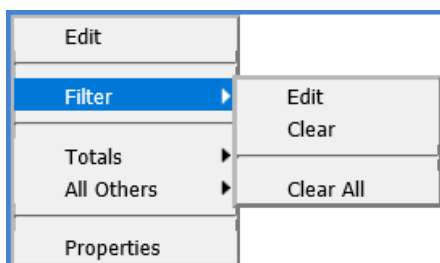 Edit
Filter
Edit
Clear
Totals
All Others
Clear All
Properties